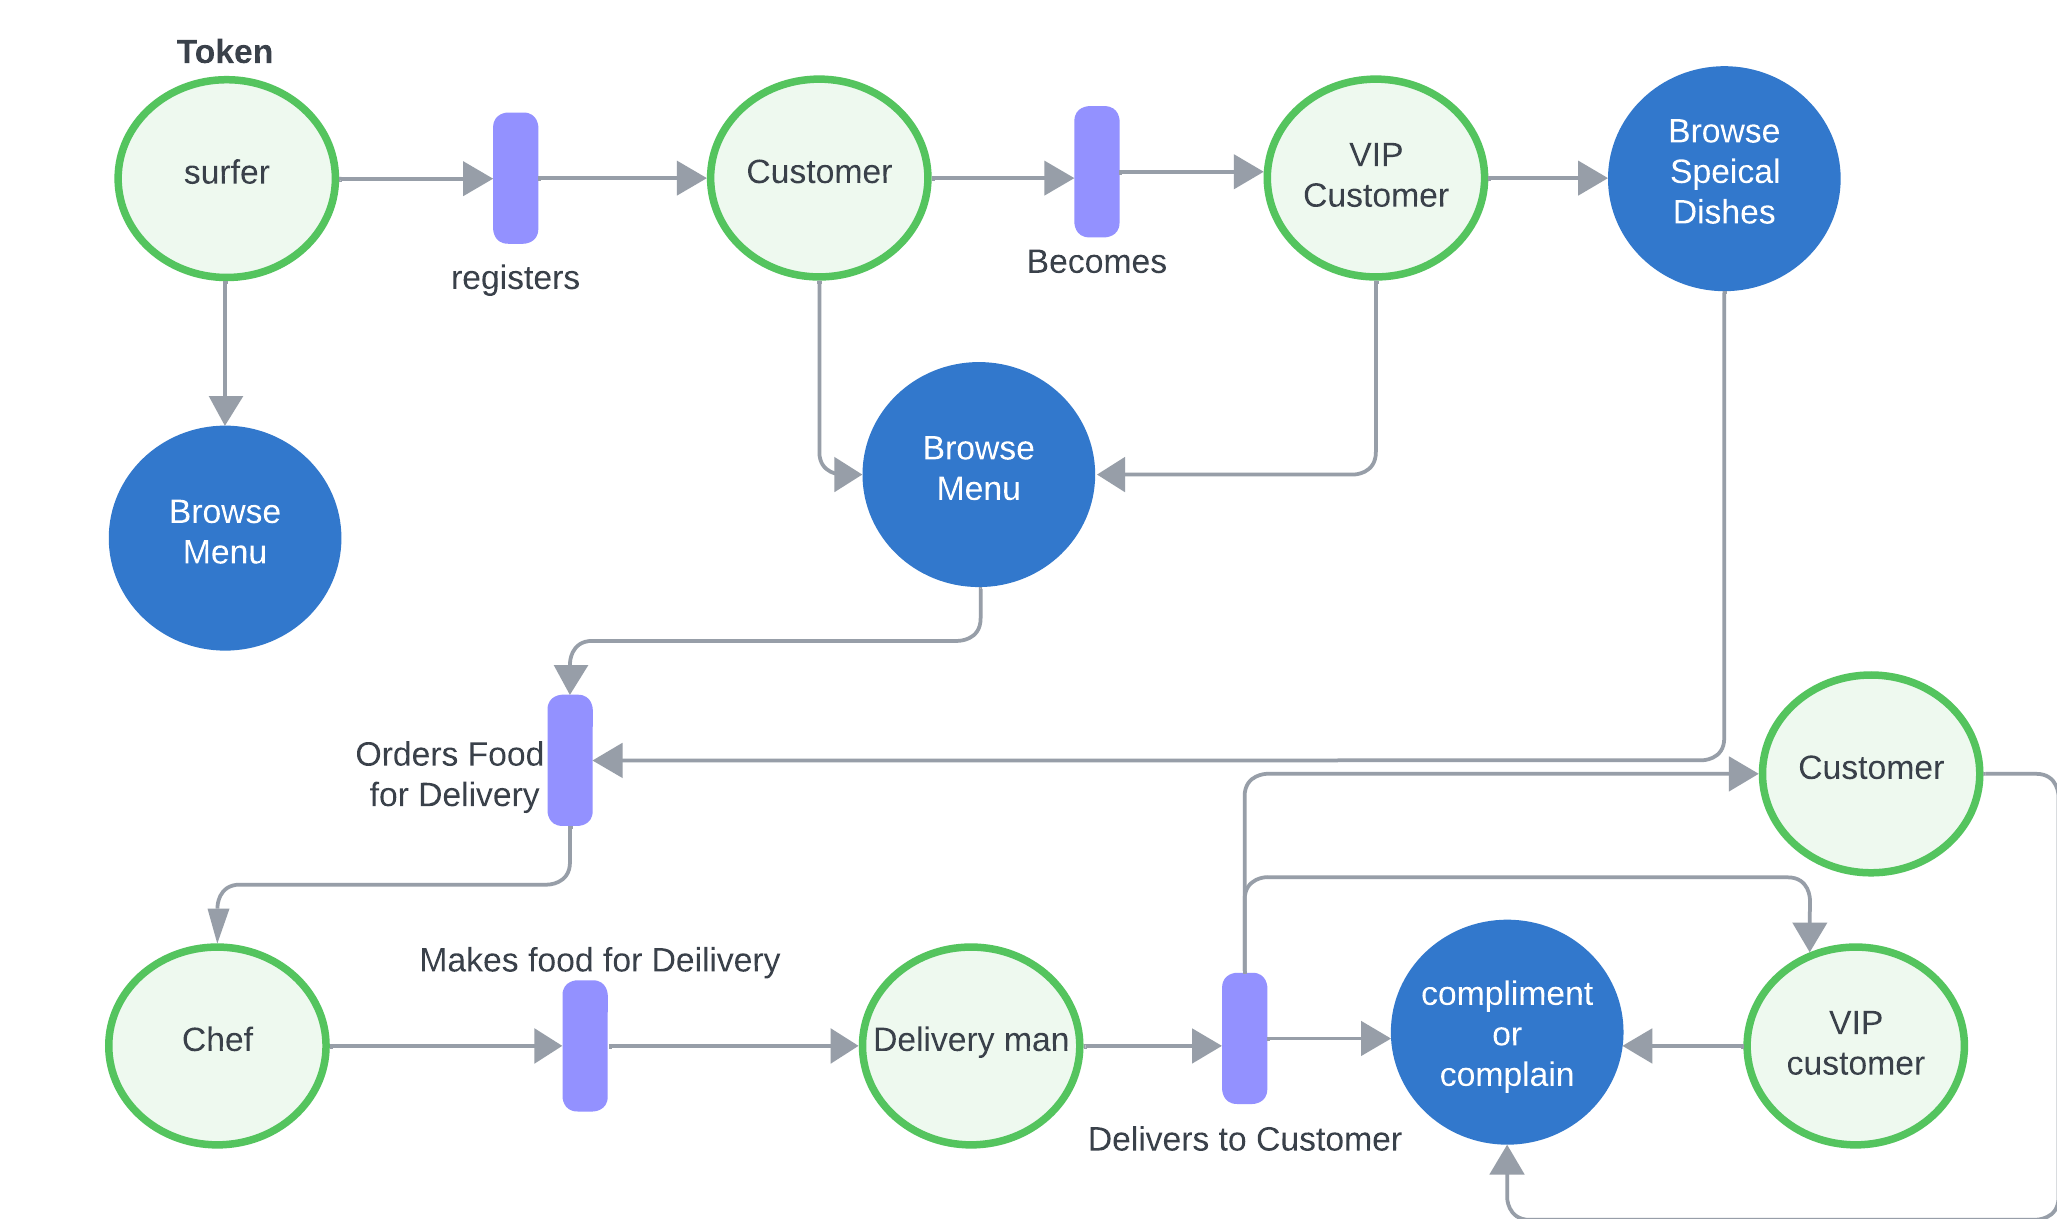 Token
surfer
registers
Customer
Becomes
VIP
Customer
Browse
Speical
Dishes
Browse
Menu
Browse
Menu
Orders Food
for Delivery
Customer
Chef
Makes food for Deilivery
Delivery man
Delivers to Customer
compliment
or
complain
VIP
customer